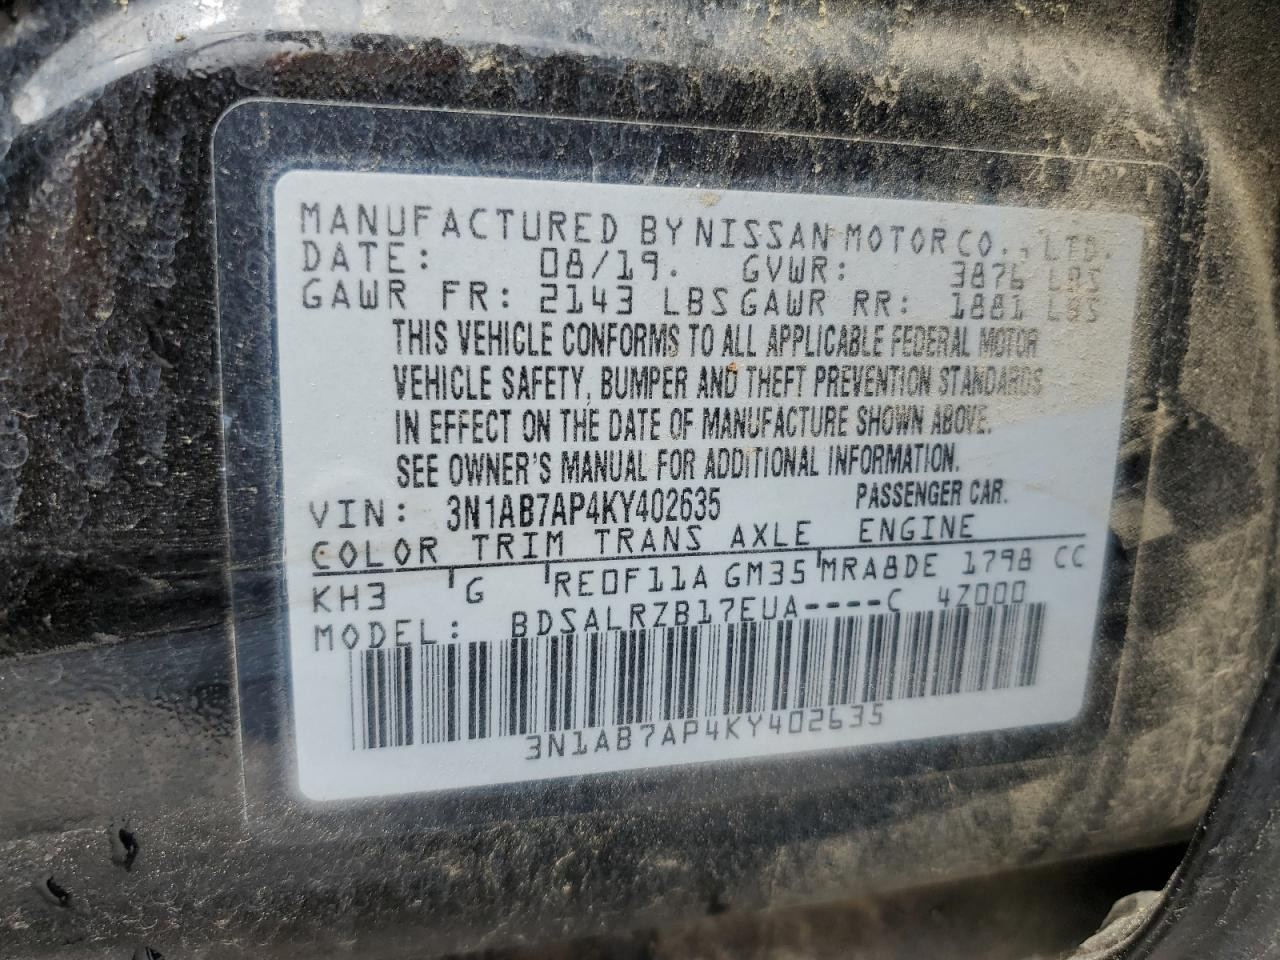 MANUFACTURED BY NISSAN MOTOR CO., LTD.
DATE: 08/19. GVWR: 3876 LBS
GAWR FR: 2143 LBS GAWR RR: 1881 LBS
THIS VEHICLE CONFORMS TO ALL APPLICABLE FEDERAL MOTOR
VEHICLE SAFETY, BUMPER AND THEFT PREVENTION STANDARDS
IN EFFECT ON THE DATE OF MANUFACTURE SHOWN ABOVE.
SEE OWNER'S MANUAL FOR ADDITIONAL INFORMATION.
VIN: 3N1AB7AP4KY402635 PASSENGER CAR.
COLOR TRIM TRANS AXLE ENGINE
KH3 G RE0F11A GM35 MRA8DE 1798 CC
MODEL: BDSALRZB17EUA----C 4Z000
3N1AB7AP4KY402635